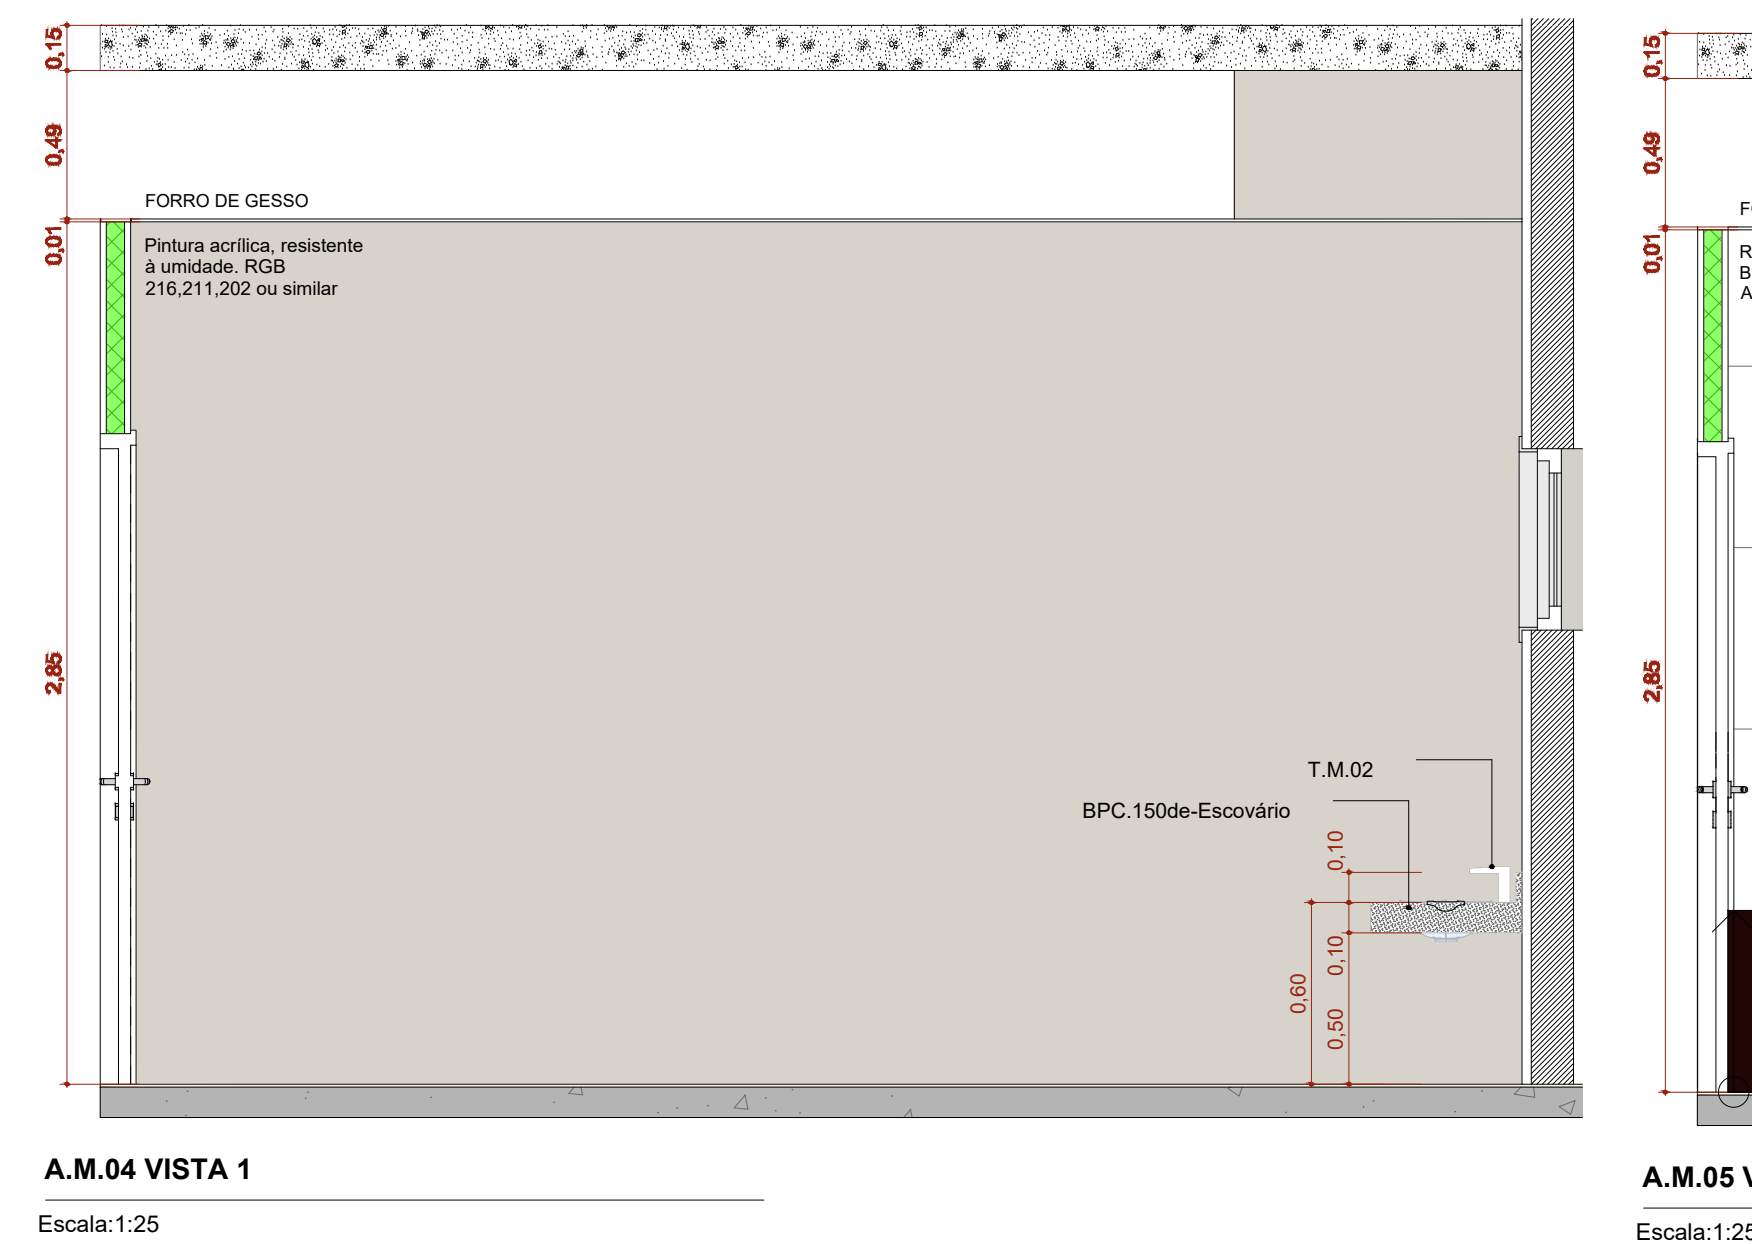 0,15
0,49
FORRO DE GESSO
0,01
Pintura acrílica, resistente
à umidade. RGB
216,211,202 ou similar
2,85
T.M.02
BPC.150de-Escovário
0,10
0,10
0,60
0,50
A.M.04 VISTA 1
Escala:1:25
0,15
0,49
0,01
R
B
A
2,85
A.M.05 V
Escala:1:25